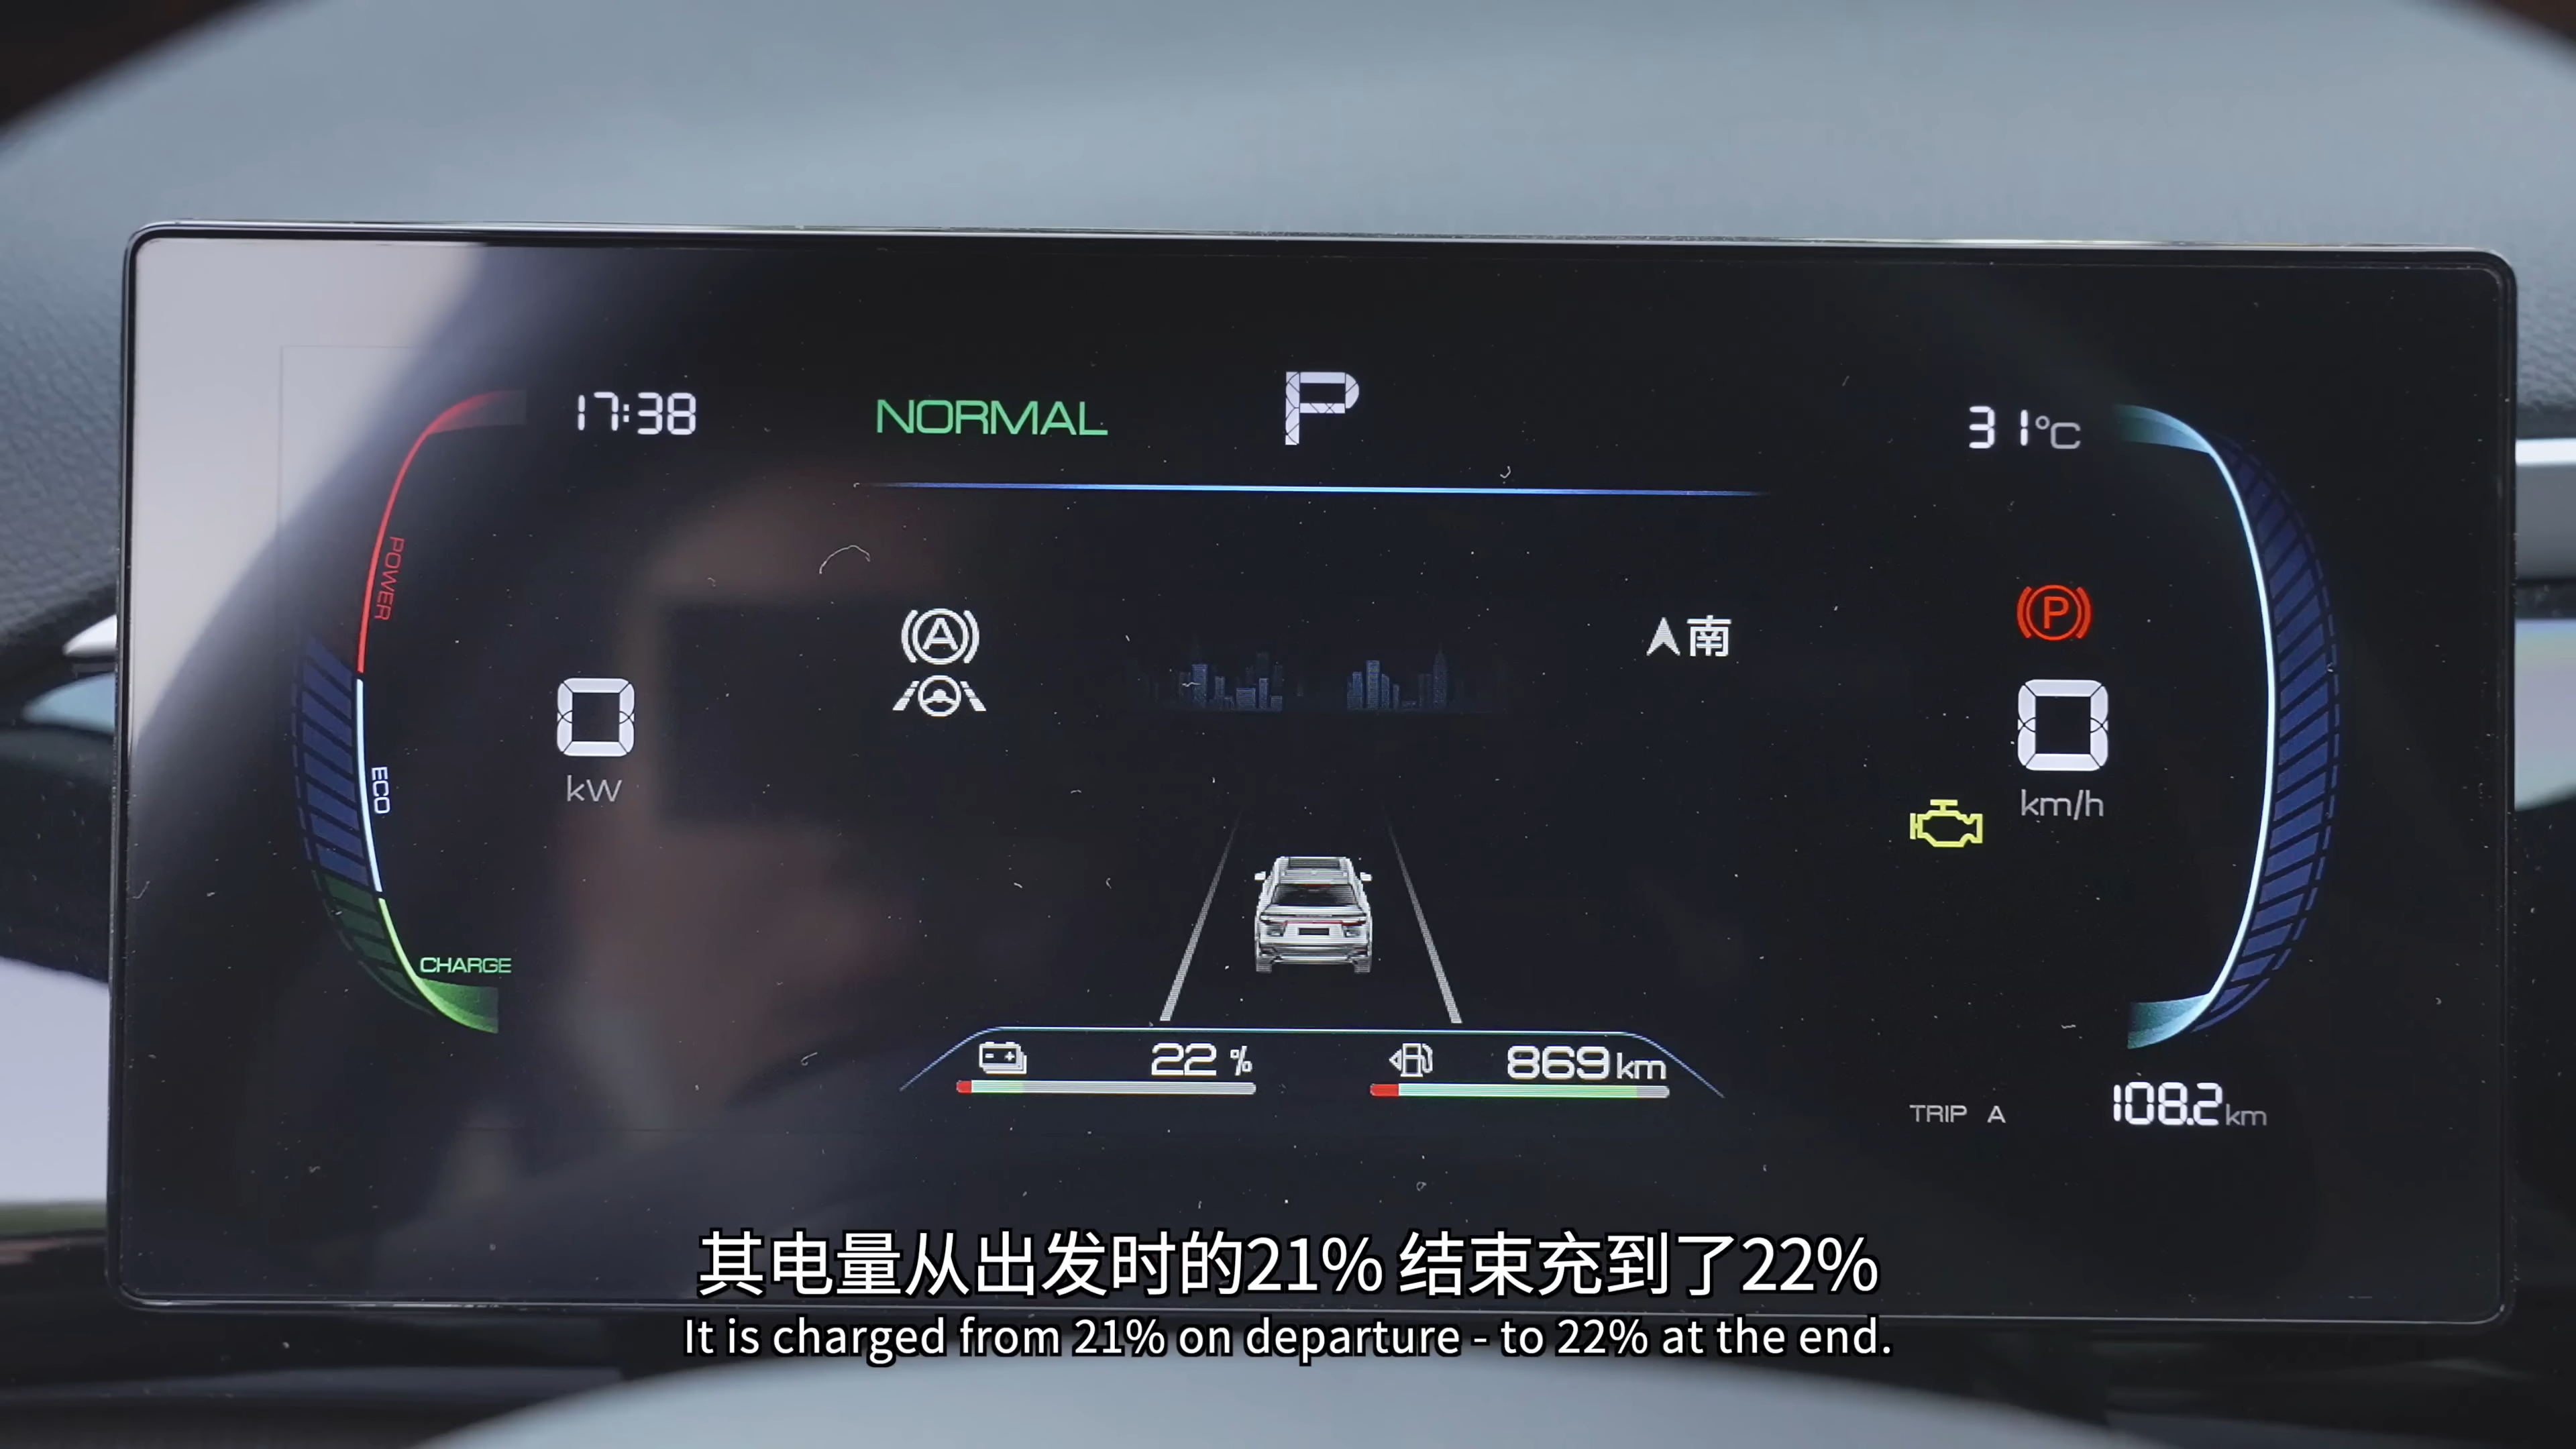 17:38
NORMAL
P
31°C
POWER
A
南
P
0
kW
0
km/h
ECO
CHARGE
22 %
869 km
TRIP A
108.2 km
其电量从出发时的21% 结束充到了22%
It is charged from 21% on departure - to 22% at the end.